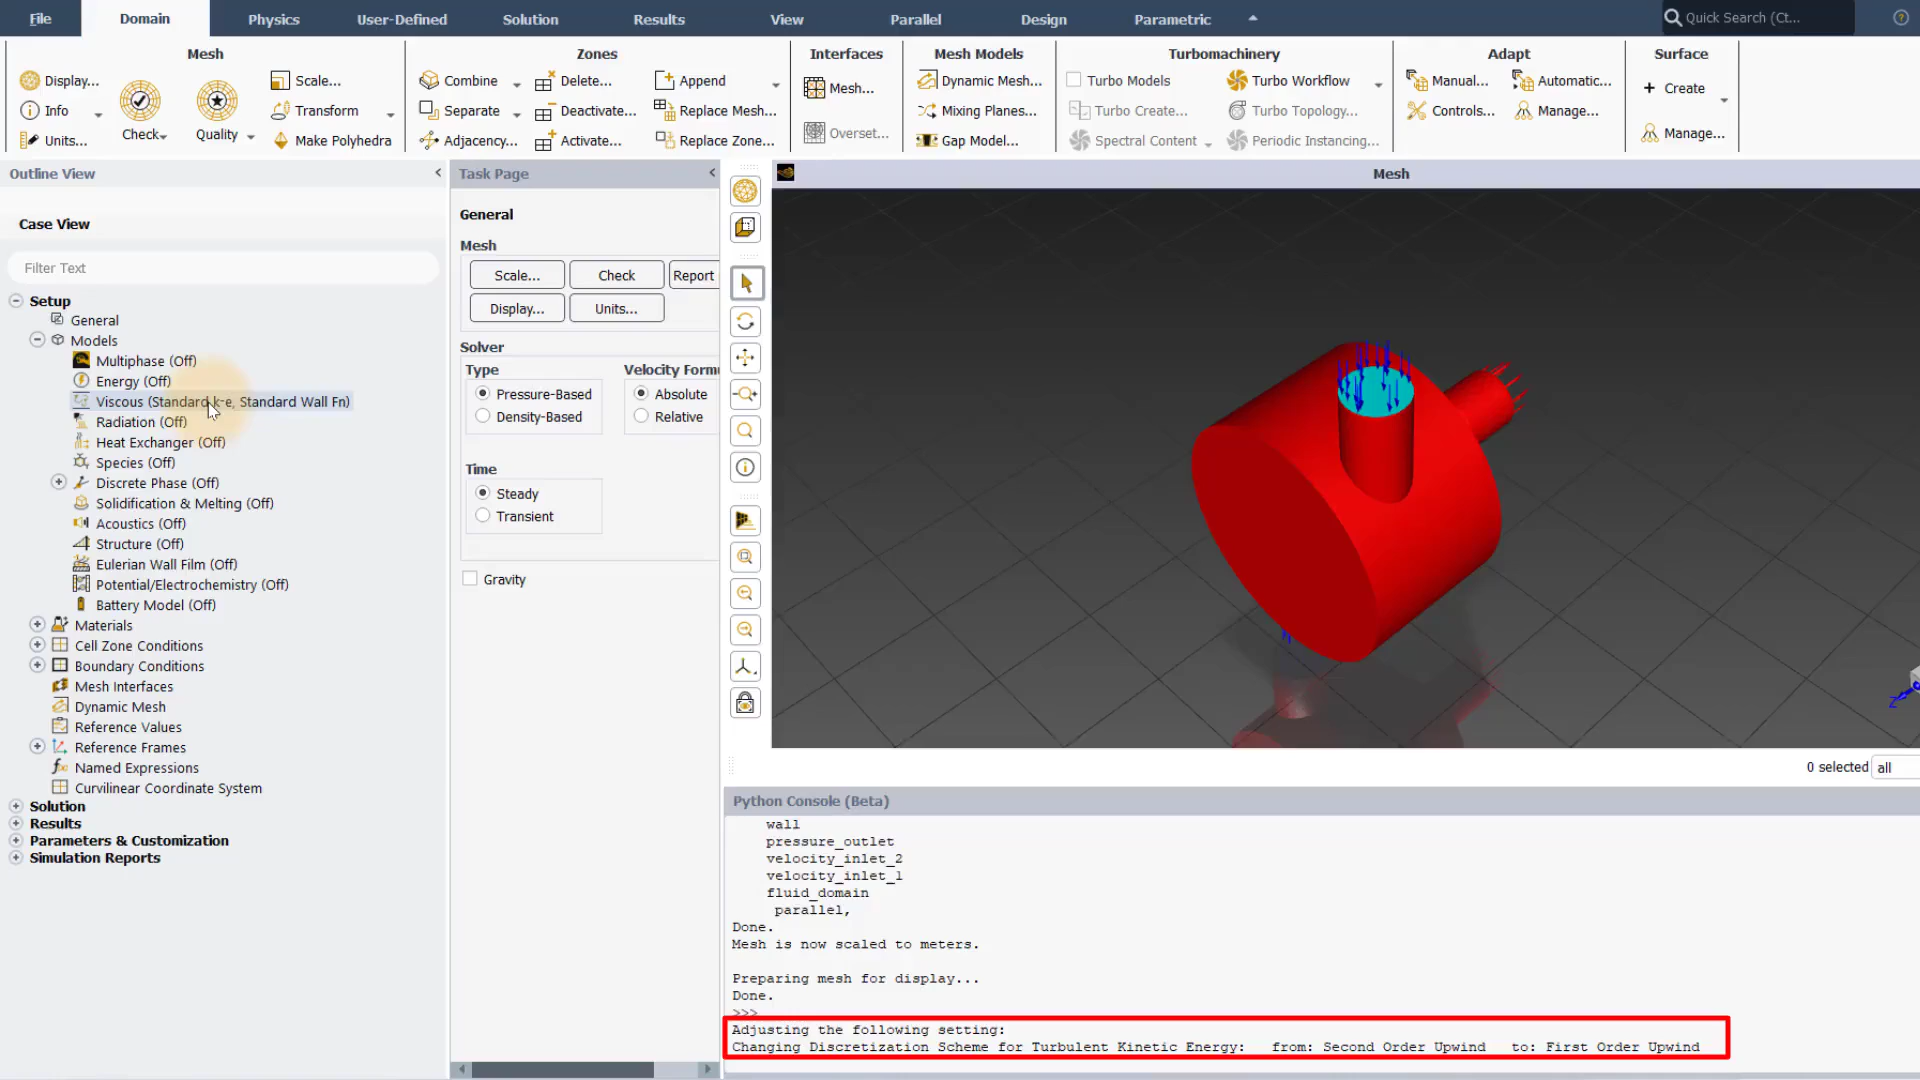 File
Domain
Physics
User-Defined
Solution
Results
View
Parallel
Design
Parametric
Quick Search (Ct...
Mesh
Display...
Info
Units...
Check
Quality
Scale...
Transform
Make Polyhedra
Zones
Combine
Separate
Adjacency...
Delete...
Deactivate...
Activate...
Append
Replace Mesh...
Replace Zone...
Interfaces
Mesh...
Overset...
Mesh Models
Dynamic Mesh...
Mixing Planes...
Gap Model...
Turbomachinery
Turbo Models
Turbo Create...
Spectral Content
Turbo Workflow
Turbo Topology...
Periodic Instancing...
Adapt
Manual...
Controls...
Automatic...
Manage...
Surface
+ Create
Manage...
Outline View
Case View
Filter Text
Setup
General
Models
Multiphase (Off)
Energy (Off)
Viscous (Standard k-e, Standard Wall Fn)
Radiation (Off)
Heat Exchanger (Off)
Species (Off)
Discrete Phase (Off)
Solidification & Melting (Off)
Acoustics (Off)
Structure (Off)
Eulerian Wall Film (Off)
Potential/Electrochemistry (Off)
Battery Model (Off)
Materials
Cell Zone Conditions
Boundary Conditions
Mesh Interfaces
Dynamic Mesh
Reference Values
Reference Frames
Named Expressions
Curvilinear Coordinate System
Solution
Results
Parameters & Customization
Simulation Reports
Task Page
General
Mesh
Scale...
Check
Report
Display...
Units...
Solver
Type
Pressure-Based
Density-Based
Velocity Formu
Absolute
Relative
Time
Steady
Transient
Gravity
Mesh
Z
0 selected
all
Python Console (Beta)
wall
pressure_outlet
velocity_inlet_2
velocity_inlet_1
fluid_domain
parallel,
Done.
Mesh is now scaled to meters.
Preparing mesh for display...
Done.
>>>
Adjusting the following setting:
Changing Discretization Scheme for Turbulent Kinetic Energy: from: Second Order Upwind to: First Order Upwind